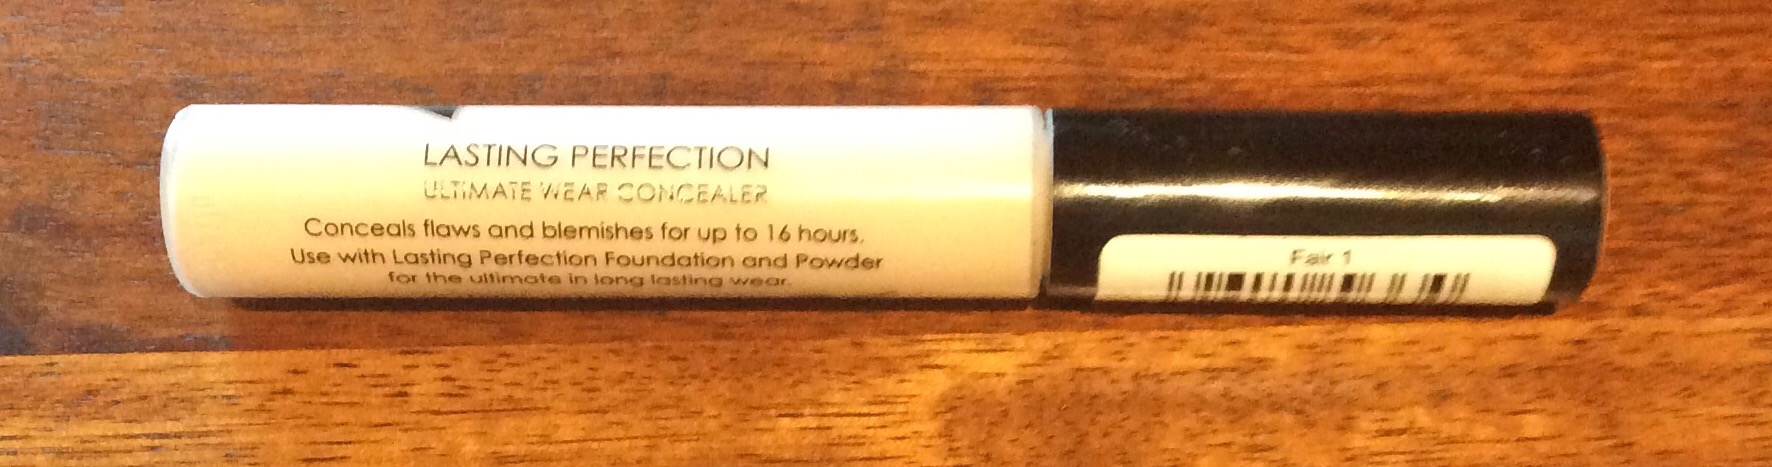 LASTING PERFECTION
ULTIMATE WEAR CONCEALER
Conceals flaws and blemishes for up to 16 hours.
Use with Lasting Perfection Foundation and Powder
for the ultimate in long lasting wear.
Fair 1